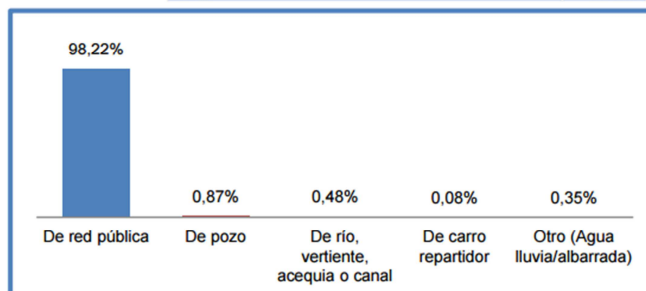 98,22%
0,87%
0,48%
0,08%
0,35%
De red pública
De pozo
De río,
vertiente,
acequia o canal
De carro
repartidor
Otro (Agua
lluvia/albarrada)